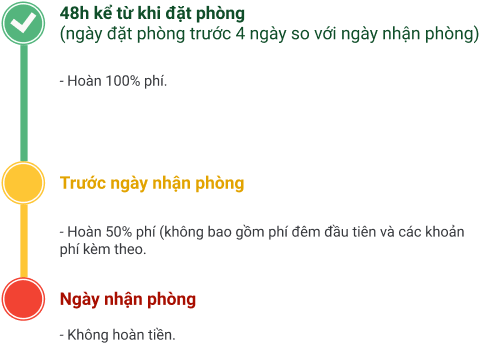 48h kể từ khi đặt phòng
(ngày đặt phòng trước 4 ngày so với ngày nhận phòng)
- Hoàn 100% phí.
Trước ngày nhận phòng
- Hoàn 50% phí (không bao gồm phí đêm đầu tiên và các khoản
phí kèm theo.
Ngày nhận phòng
- Không hoàn tiền.